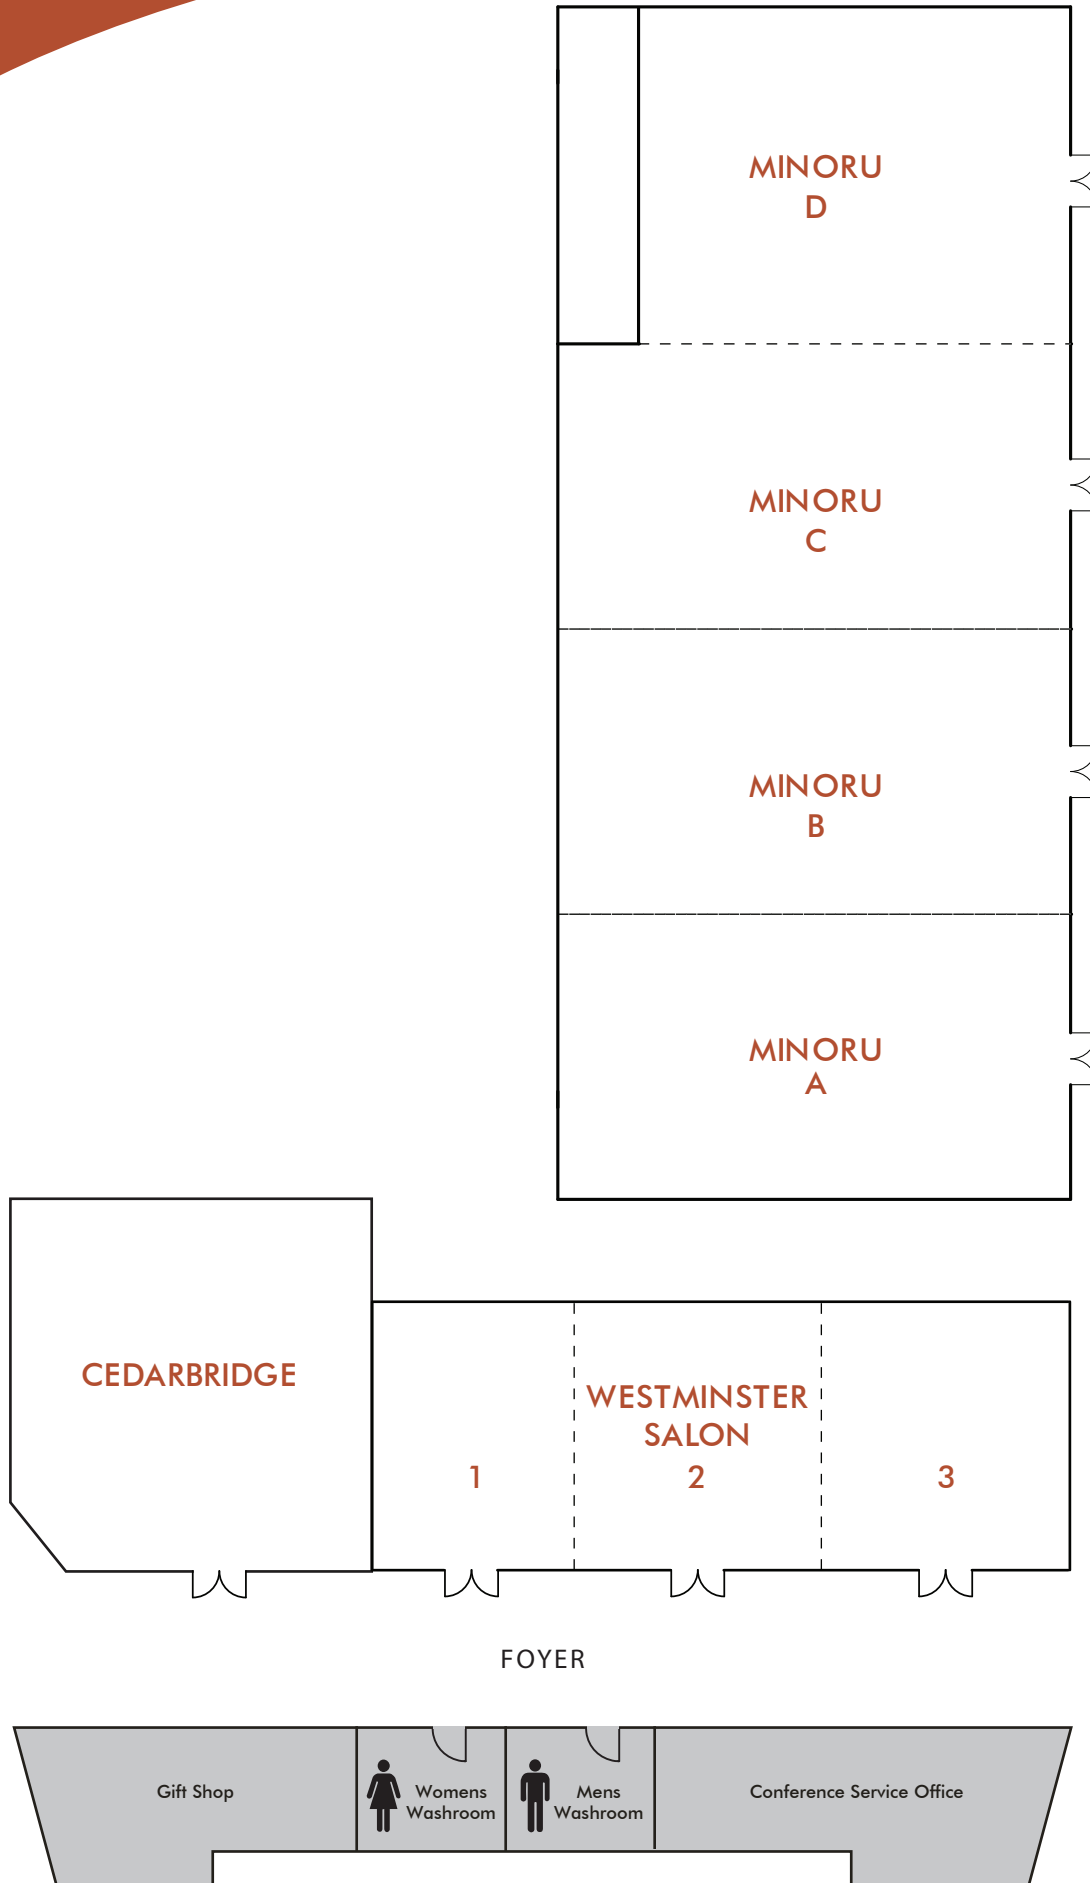 MINORU
D
MINORU
C
MINORU
B
MINORU
A
CEDARBRIDGE
WESTMINSTER
SALON
1
2
3
FOYER
Gift Shop
Womens
Washroom
Mens
Washroom
Conference Service Office